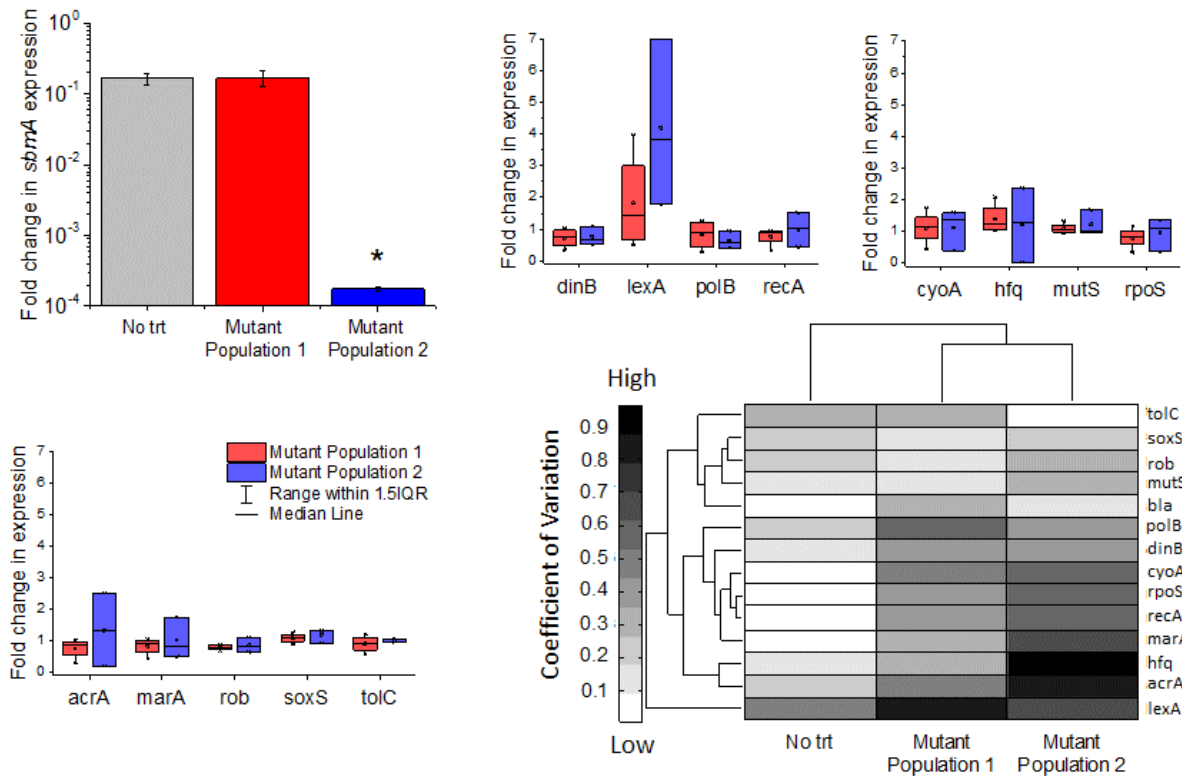 Fold change in sbmA expression
10^0
10^-1
10^-2
10^-3
10^-4
*
No trt
Mutant Population 1
Mutant Population 2
Fold change in expression
7
6
5
4
3
2
1
0
dinB lexA polB recA
Fold change in expression
7
6
5
4
3
2
1
0
cyoA hfq mutS rpoS
Fold change in expression
7
6
5
4
3
2
1
0
acrA marA rob soxS tolC
Mutant Population 1
Mutant Population 2
Range within 1.5IQR
Median Line
High
Coefficient of Variation
0.9
0.8
0.7
0.6
0.5
0.4
0.3
0.2
0.1
Low
tolC
soxS
rob
mutS
bla
polB
dinB
cyoA
rpoS
recA
marA
hfq
acrA
lexA
No trt
Mutant Population 1
Mutant Population 2